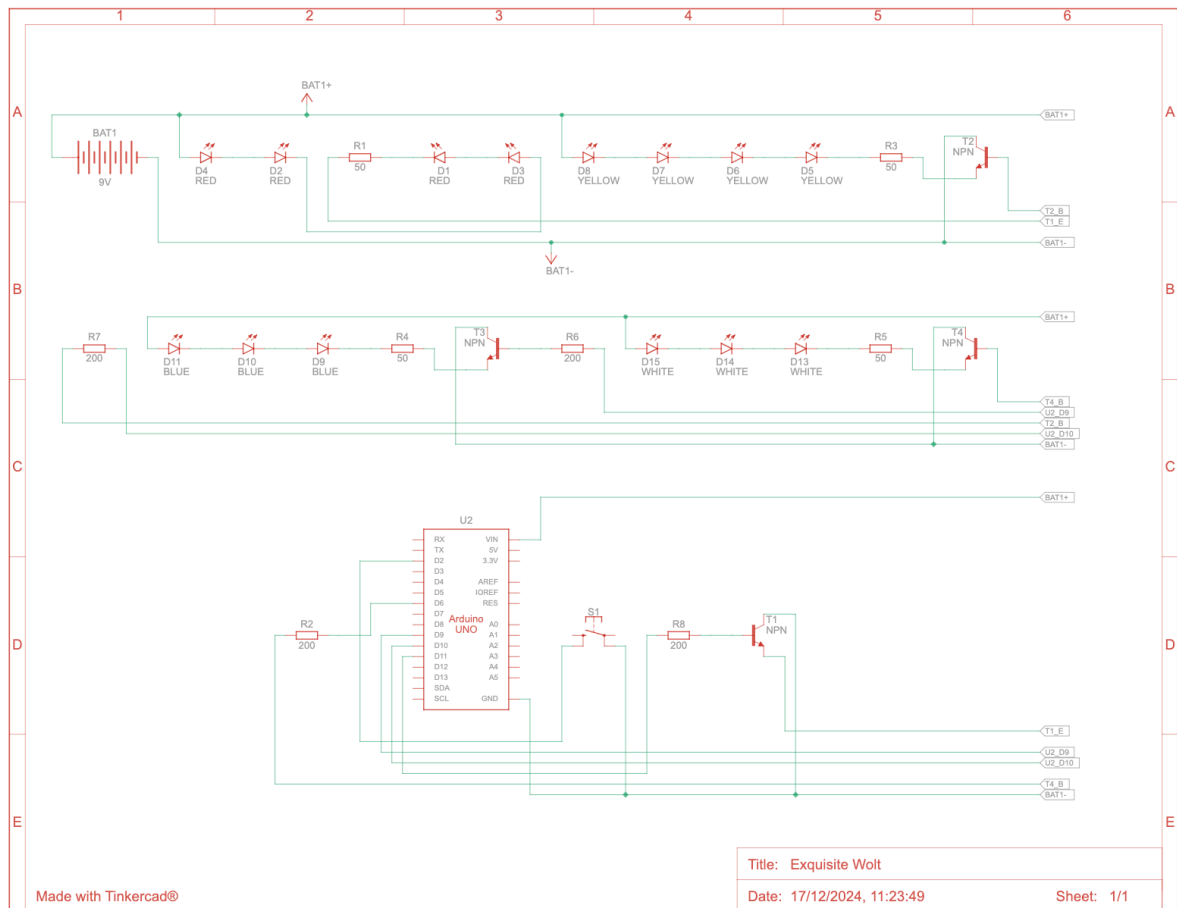 1 2 3 4 5 6
BAT1+
A A
BAT1+
BAT1
9V
D4
RED
D2
RED
R1
50
D1
RED
D3
RED
D8
YELLOW
D7
YELLOW
D6
YELLOW
D5
YELLOW
R3
50
T2
NPN
T2_B
T1_E
BAT1-
BAT1-
B B
BAT1+
R7
200
D11
BLUE
D10
BLUE
D9
BLUE
R4
50
T3
NPN
R6
200
D15
WHITE
D14
WHITE
D13
WHITE
R5
50
T4
NPN
T4_B
U2_D9
T2_B
U2_D10
BAT1-
C C
BAT1+
U2
RX VIN
TX 5V
D2 3.3V
D3
D4 AREF
D5 IOREF
D6 RES
D7
D8 A0
D9 A1
D10 A2
D11 A3
D12 A4
D13 A5
SDA
SCL GND
Arduino
UNO
R2
200
S1
R8
200
T1
NPN
D D
T1_E
U2_D9
U2_D10
T4_B
BAT1-
E E
Title: Exquisite Wolt
Made with Tinkercad®
Date: 17/12/2024, 11:23:49 Sheet: 1/1